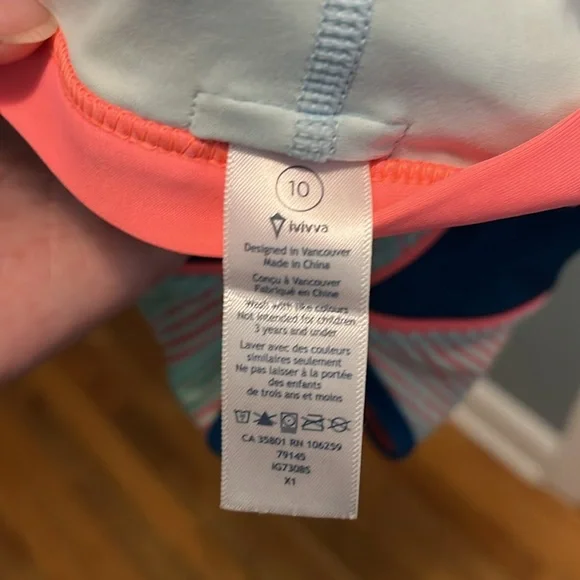 10
ivivva
Designed in Vancouver
Made in China
Conçu à Vancouver
Fabriqué en Chine
Wash with like colours
Not intended for children
3 years and under
Laver avec des couleurs
similaires seulement
Ne pas laisser à la portée
des enfants
de trois ans et moins
CA 35801 RN 106259
79145
IG7308S
X1